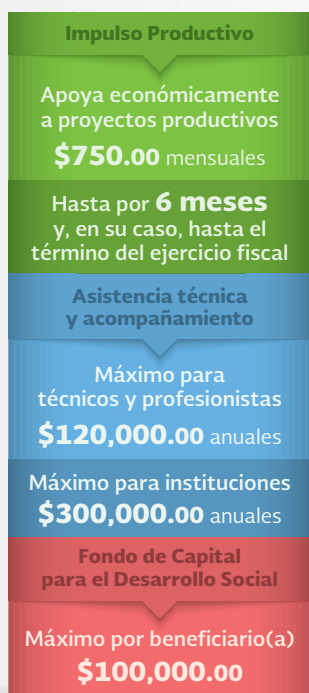 Impulso Productivo
Apoya económicamente
a proyectos productivos
$750.00 mensuales
Hasta por 6 meses
y, en su caso, hasta el
término del ejercicio fiscal
Asistencia técnica
y acompañamiento
Máximo para
técnicos y profesionistas
$120,000.00 anuales
Máximo para instituciones
$300,000.00 anuales
Fondo de Capital
para el Desarrollo Social
Máximo por beneficiario(a)
$100,000.00